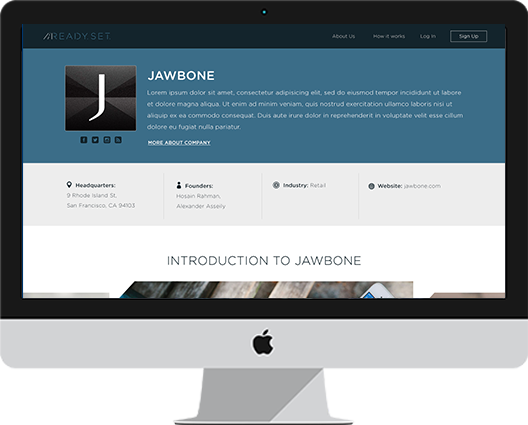 READYSET.
About Us How it works Log In Sign Up
J
JAWBONE
Lorem ipsum dolor sit amet, consectetur adipisicing elit, sed do eiusmod tempor incididunt ut labore
et dolore magna aliqua. Ut enim ad minim veniam, quis nostrud exercitation ullamco laboris nisi ut
aliquip ex ea commodo consequat. Duis aute irure dolor in reprehenderit in voluptate velit esse cillum
dolore eu fugiat nulla pariatur.
MORE ABOUT COMPANY
Headquarters:
9 Rhode Island St,
San Francisco, CA 94103
Founders:
Hosain Rahman,
Alexander Asseily
Industry: Retail
Website: jawbone.com
INTRODUCTION TO JAWBONE